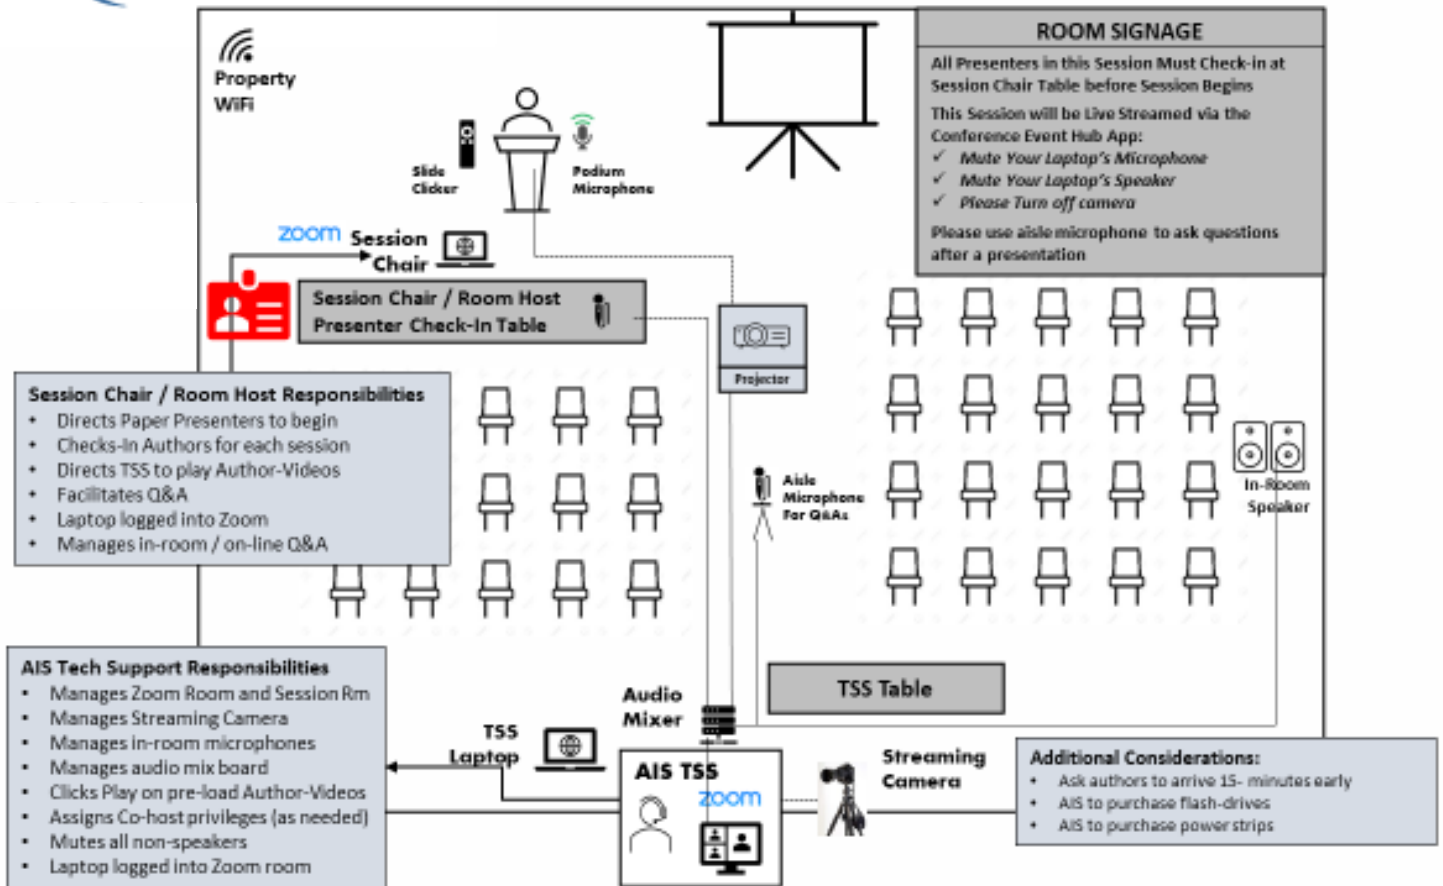 Property
WiFi
Slide
Clicker
Podium
Microphone
ROOM SIGNAGE
All Presenters in this Session Must Check-in at
Session Chair Table before Session Begins
This Session will be Live Streamed via the
Conference Event Hub App:
✓ Mute Your Laptop's Microphone
✓ Mute Your Laptop's Speaker
✓ Please Turn off camera
Please use aisle microphone to ask questions
after a presentation
zoom
Session
Chair
Session Chair / Room Host
Presenter Check-In Table
Projector
Session Chair / Room Host Responsibilities
• Directs Paper Presenters to begin
• Checks-In Authors for each session
• Directs TSS to play Author-Videos
• Facilitates Q&A
• Laptop logged into Zoom
• Manages in-room / on-line Q&A
Aisle
Microphone
For Q&As
In-Room
Speaker
AIS Tech Support Responsibilities
▪ Manages Zoom Room and Session Rm
▪ Manages Streaming Camera
▪ Manages in-room microphones
▪ Manages audio mix board
▪ Clicks Play on pre-load Author-Videos
▪ Assigns Co-host privileges (as needed)
▪ Mutes all non-speakers
▪ Laptop logged into Zoom room
TSS
Laptop
Audio
Mixer
TSS Table
AIS TSS
zoom
Streaming
Camera
Additional Considerations:
• Ask authors to arrive 15- minutes early
• AIS to purchase flash-drives
• AIS to purchase power strips